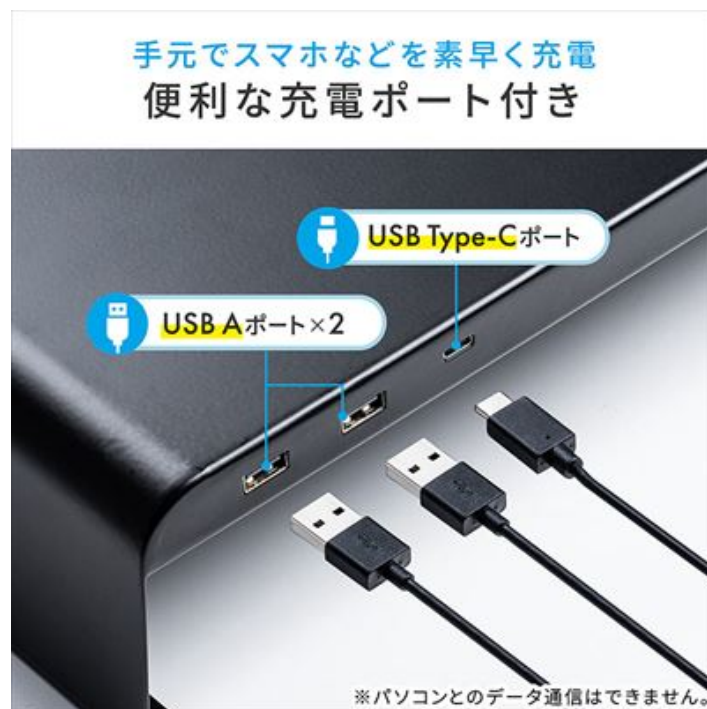 手元でスマホなどを素早く充電
便利な充電ポート付き
USB Type-Cポート
USB Aポート×2
※パソコンとのデータ通信はできません。